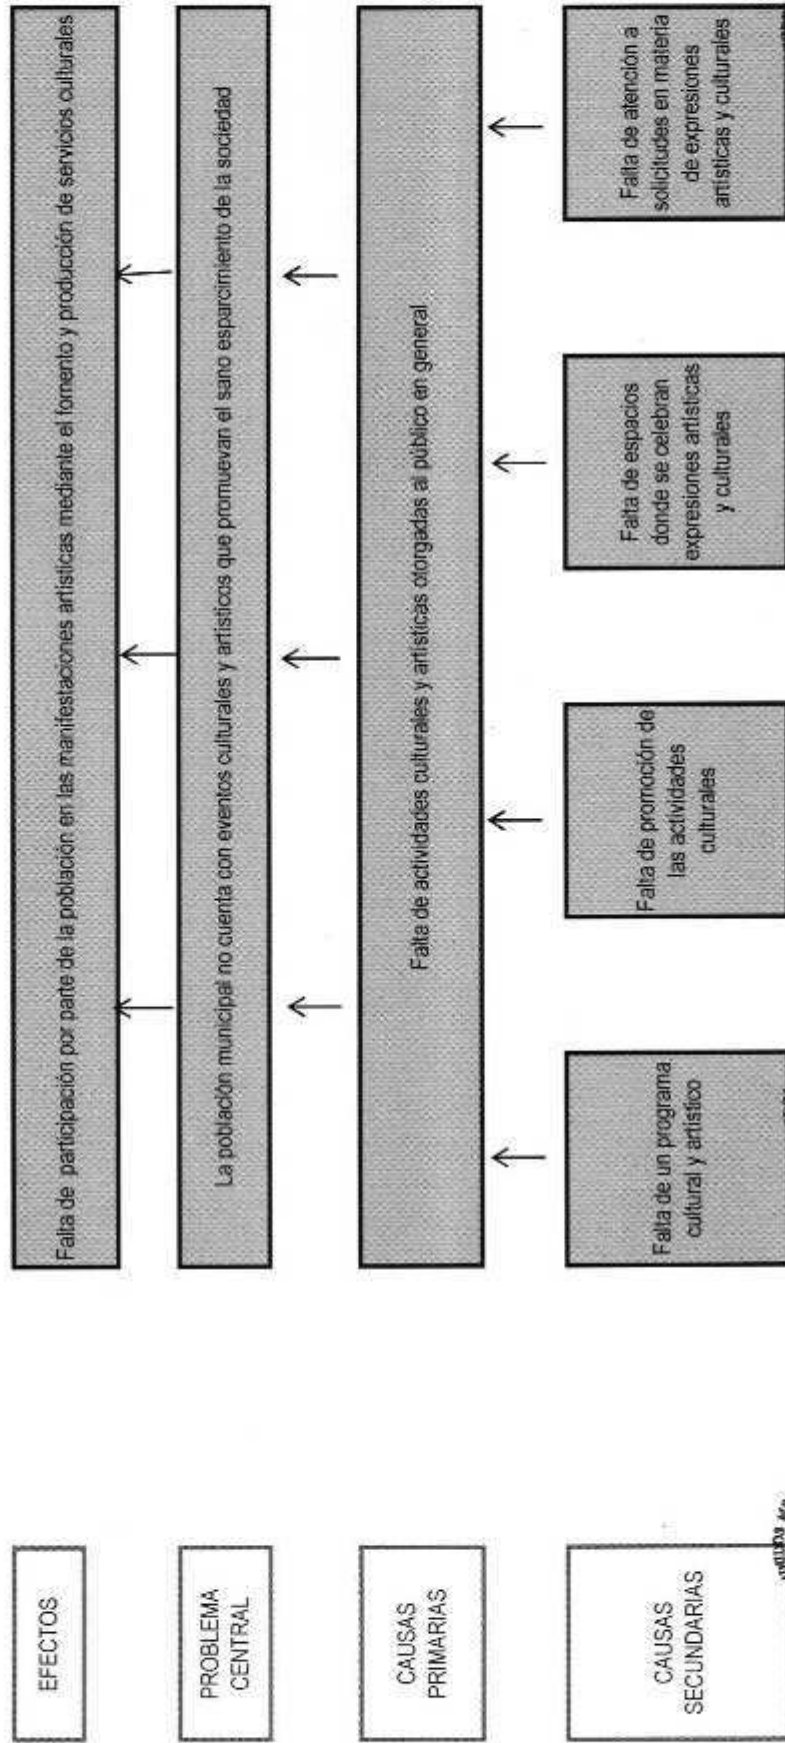 EFECTOS
Falta de participación por parte de la población en las manifestaciones artísticas mediante el fomento y producción de servicios culturales
PROBLEMA
CENTRAL
La población municipal no cuenta con eventos culturales y artísticos que promuevan el sano esparcimiento de la sociedad
CAUSAS
PRIMARIAS
Falta de actividades culturales y artísticas otorgadas al público en general
CAUSAS
SECUNDARIAS
Falta de un programa
cultural y artístico
Falta de promoción de
las actividades
culturales
Falta de espacios
donde se celebran
expresiones artísticas
y culturales
Falta de atención a
solicitudes en materia
de expresiones
artísticas y culturales